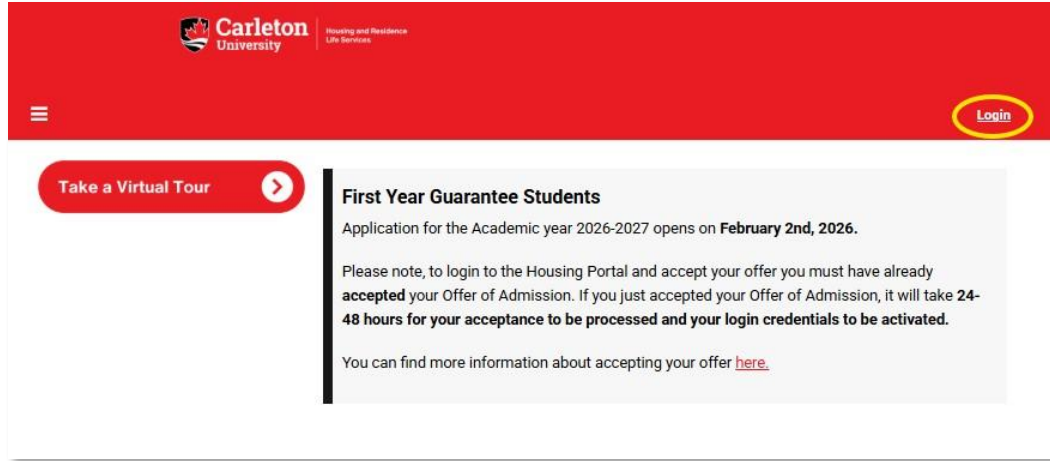 Carleton
University
Housing and Residence
Life Services
Login
Take a Virtual Tour
First Year Guarantee Students
Application for the Academic year 2026-2027 opens on February 2nd, 2026.
Please note, to login to the Housing Portal and accept your offer you must have already
accepted your Offer of Admission. If you just accepted your Offer of Admission, it will take 24-
48 hours for your acceptance to be processed and your login credentials to be activated.
You can find more information about accepting your offer here.